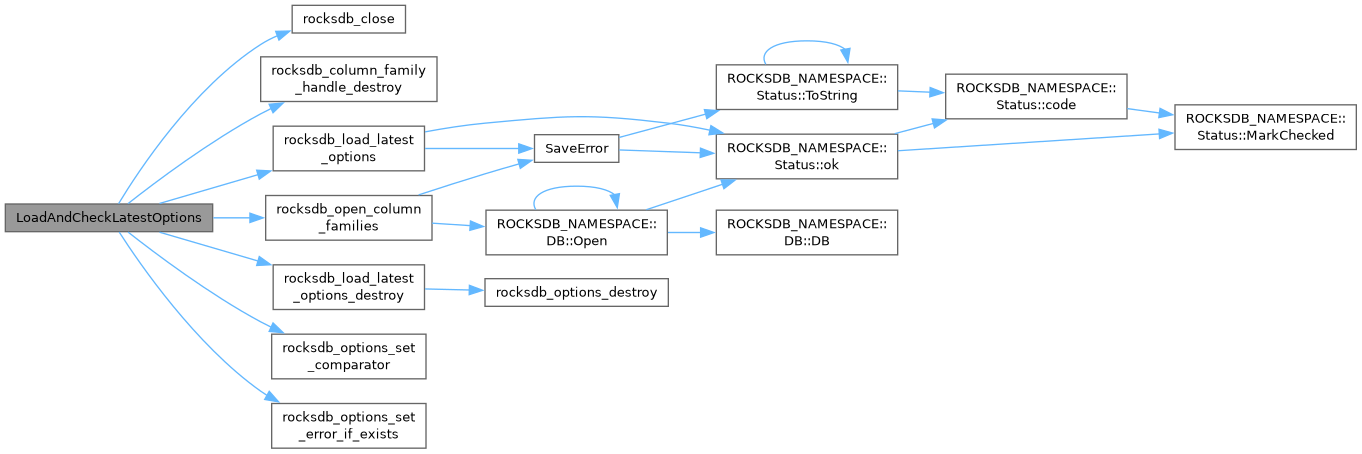 LoadAndCheckLatestOptions
rocksdb_close
rocksdb_column_family
_handle_destroy
rocksdb_load_latest
_options
rocksdb_open_column
_families
rocksdb_load_latest
_options_destroy
rocksdb_options_set
_comparator
rocksdb_options_set
_error_if_exists
SaveError
ROCKSDB_NAMESPACE::
DB::Open
rocksdb_options_destroy
ROCKSDB_NAMESPACE::
Status::ToString
ROCKSDB_NAMESPACE::
Status::ok
ROCKSDB_NAMESPACE::
DB::DB
ROCKSDB_NAMESPACE::
Status::code
ROCKSDB_NAMESPACE::
Status::MarkChecked